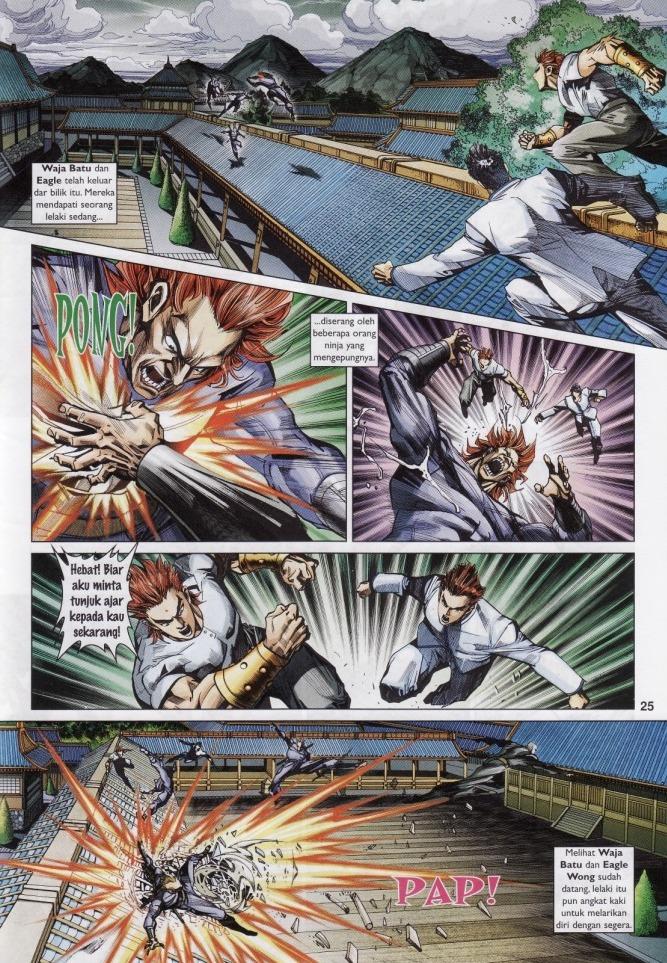 Waja Batu dan
Eagle telah keluar
dar bilik itu. Mereka
mendapati seorang
lelaki sedang...
PONG!
...diserang oleh
beberapa orang
ninja yang
mengepungnya.
Hebat! Biar
aku minta
tunjuk ajar
kepada kau
sekarang!
25
PAP!
Melihat Waja
Batu dan Eagle
Wong sudah
datang, lelaki itu
pun angkat kaki
untuk melarikan
diri dengan segera.